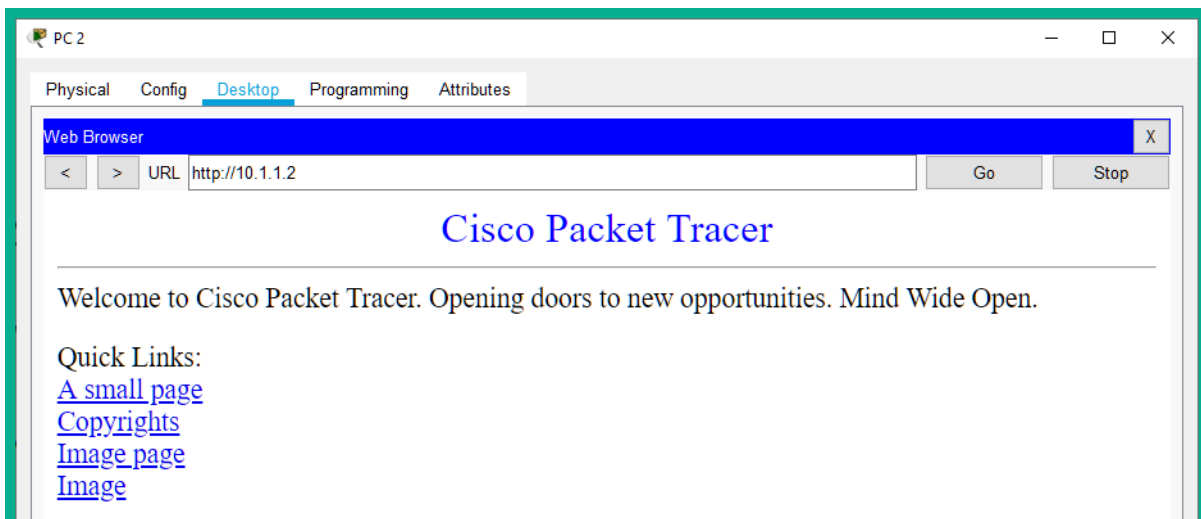 PC 2
Physical Config Desktop Programming Attributes
Web Browser X
< > URL http://10.1.1.2 Go Stop
Cisco Packet Tracer
Welcome to Cisco Packet Tracer. Opening doors to new opportunities. Mind Wide Open.
Quick Links:
A small page
Copyrights
Image page
Image